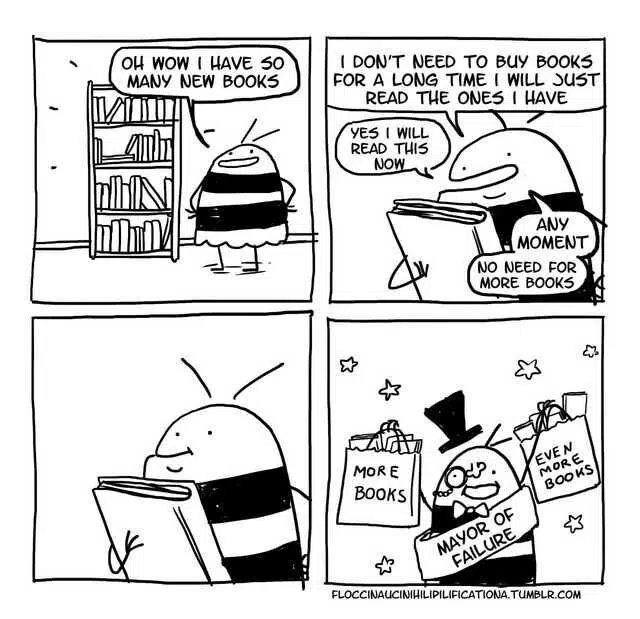 OH WOW I HAVE SO
MANY NEW BOOKS
I DON'T NEED TO BUY BOOKS
FOR A LONG TIME I WILL JUST
READ THE ONES I HAVE
YES I WILL
READ THIS
NOW
ANY
MOMENT
NO NEED FOR
MORE BOOKS
MORE
BOOKS
EVEN
MORE
BOOKS
MAYOR OF
FAILURE
FLOCCINAUCINIHILIPILIFICATIONA.TUMBLR.COM